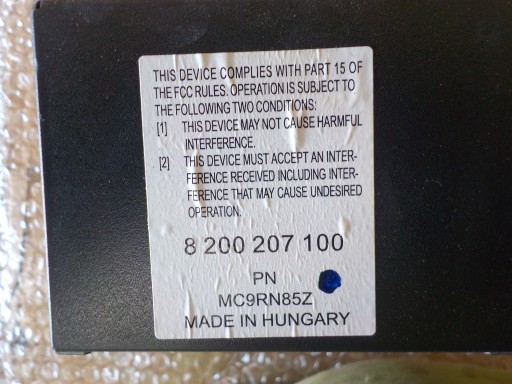 THIS DEVICE COMPLIES WITH PART 15 OF
THE FCC RULES. OPERATION IS SUBJECT TO
THE FOLLOWING TWO CONDITIONS:
[1] THIS DEVICE MAY NOT CAUSE HARMFUL
INTERFERENCE.
[2] THIS DEVICE MUST ACCEPT AN INTER-
FERENCE RECEIVED INCLUDING INTER-
FERENCE THAT MAY CAUSE UNDESIRED
OPERATION.
8 200 207 100
PN
MC9RN85Z
MADE IN HUNGARY